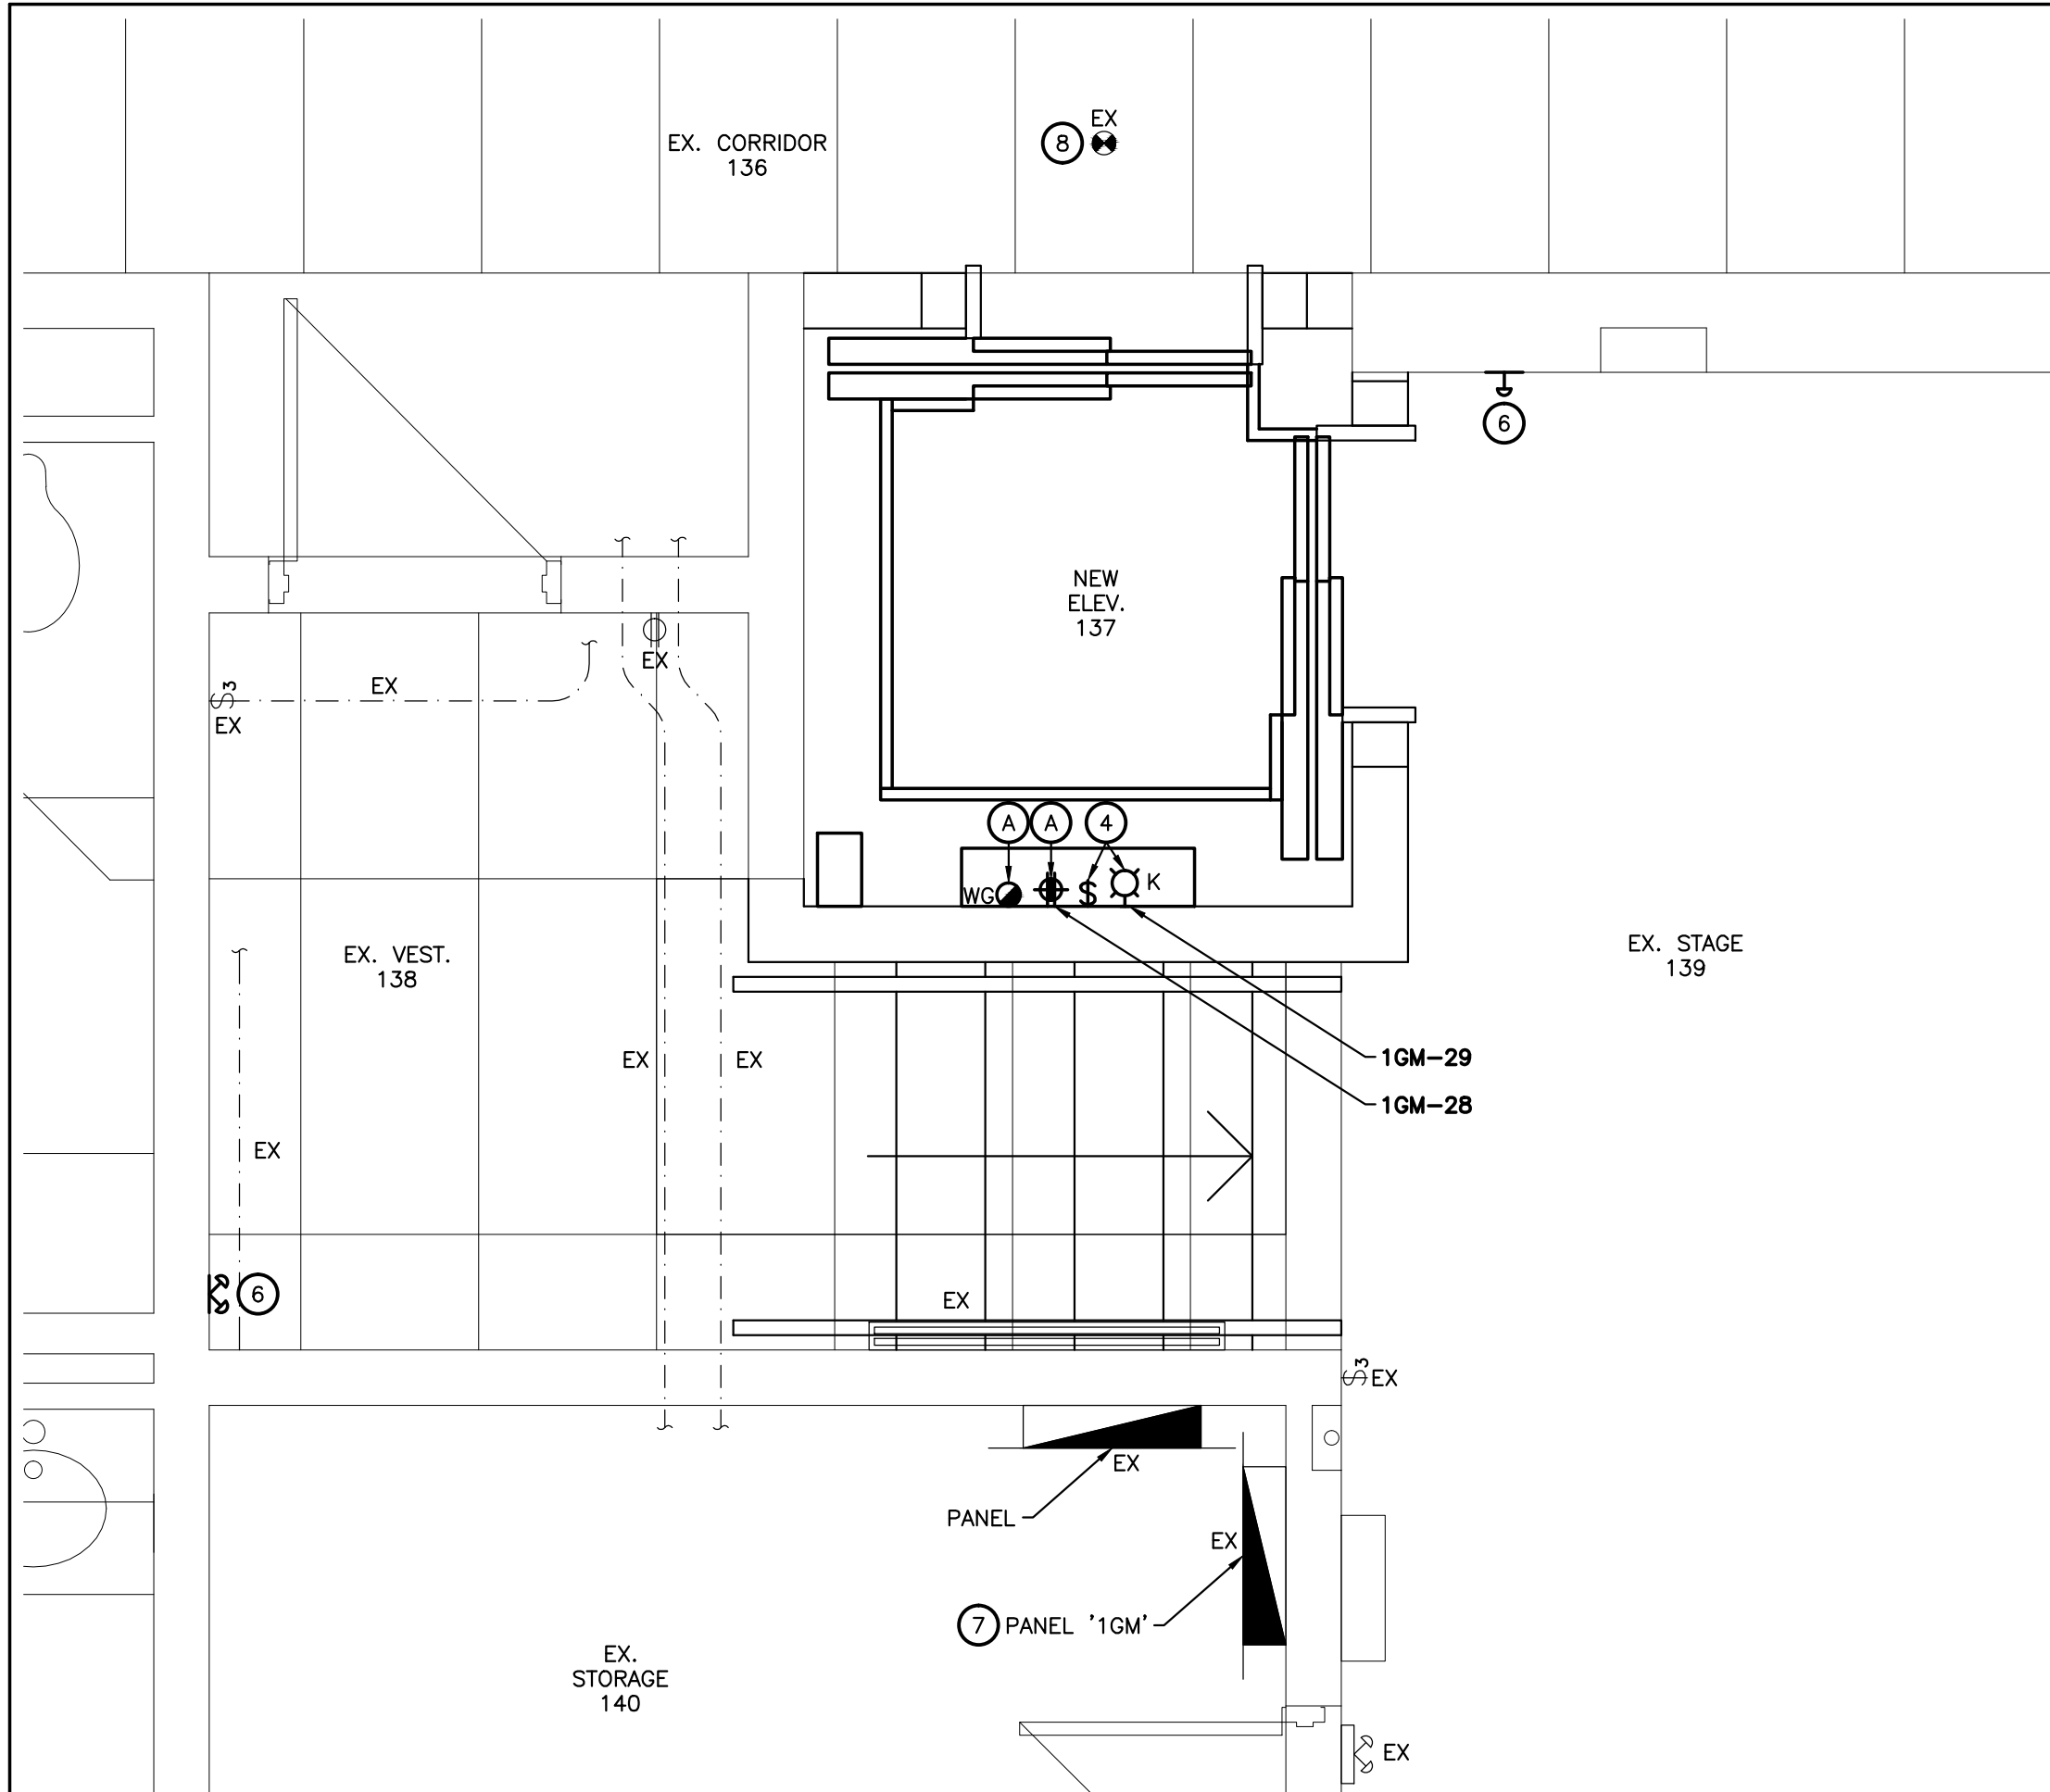 EX
EX. CORRIDOR
136
8
6
NEW
ELEV.
137
EX
EX
$3
EX
A
A
4
WG
$
K
EX. VEST.
138
EX. STAGE
139
EX
EX
1GM-29
1GM-28
EX
6
EX
$3
EX
EX
PANEL
EX
7
PANEL '1GM'
EX.
STORAGE
140
EX